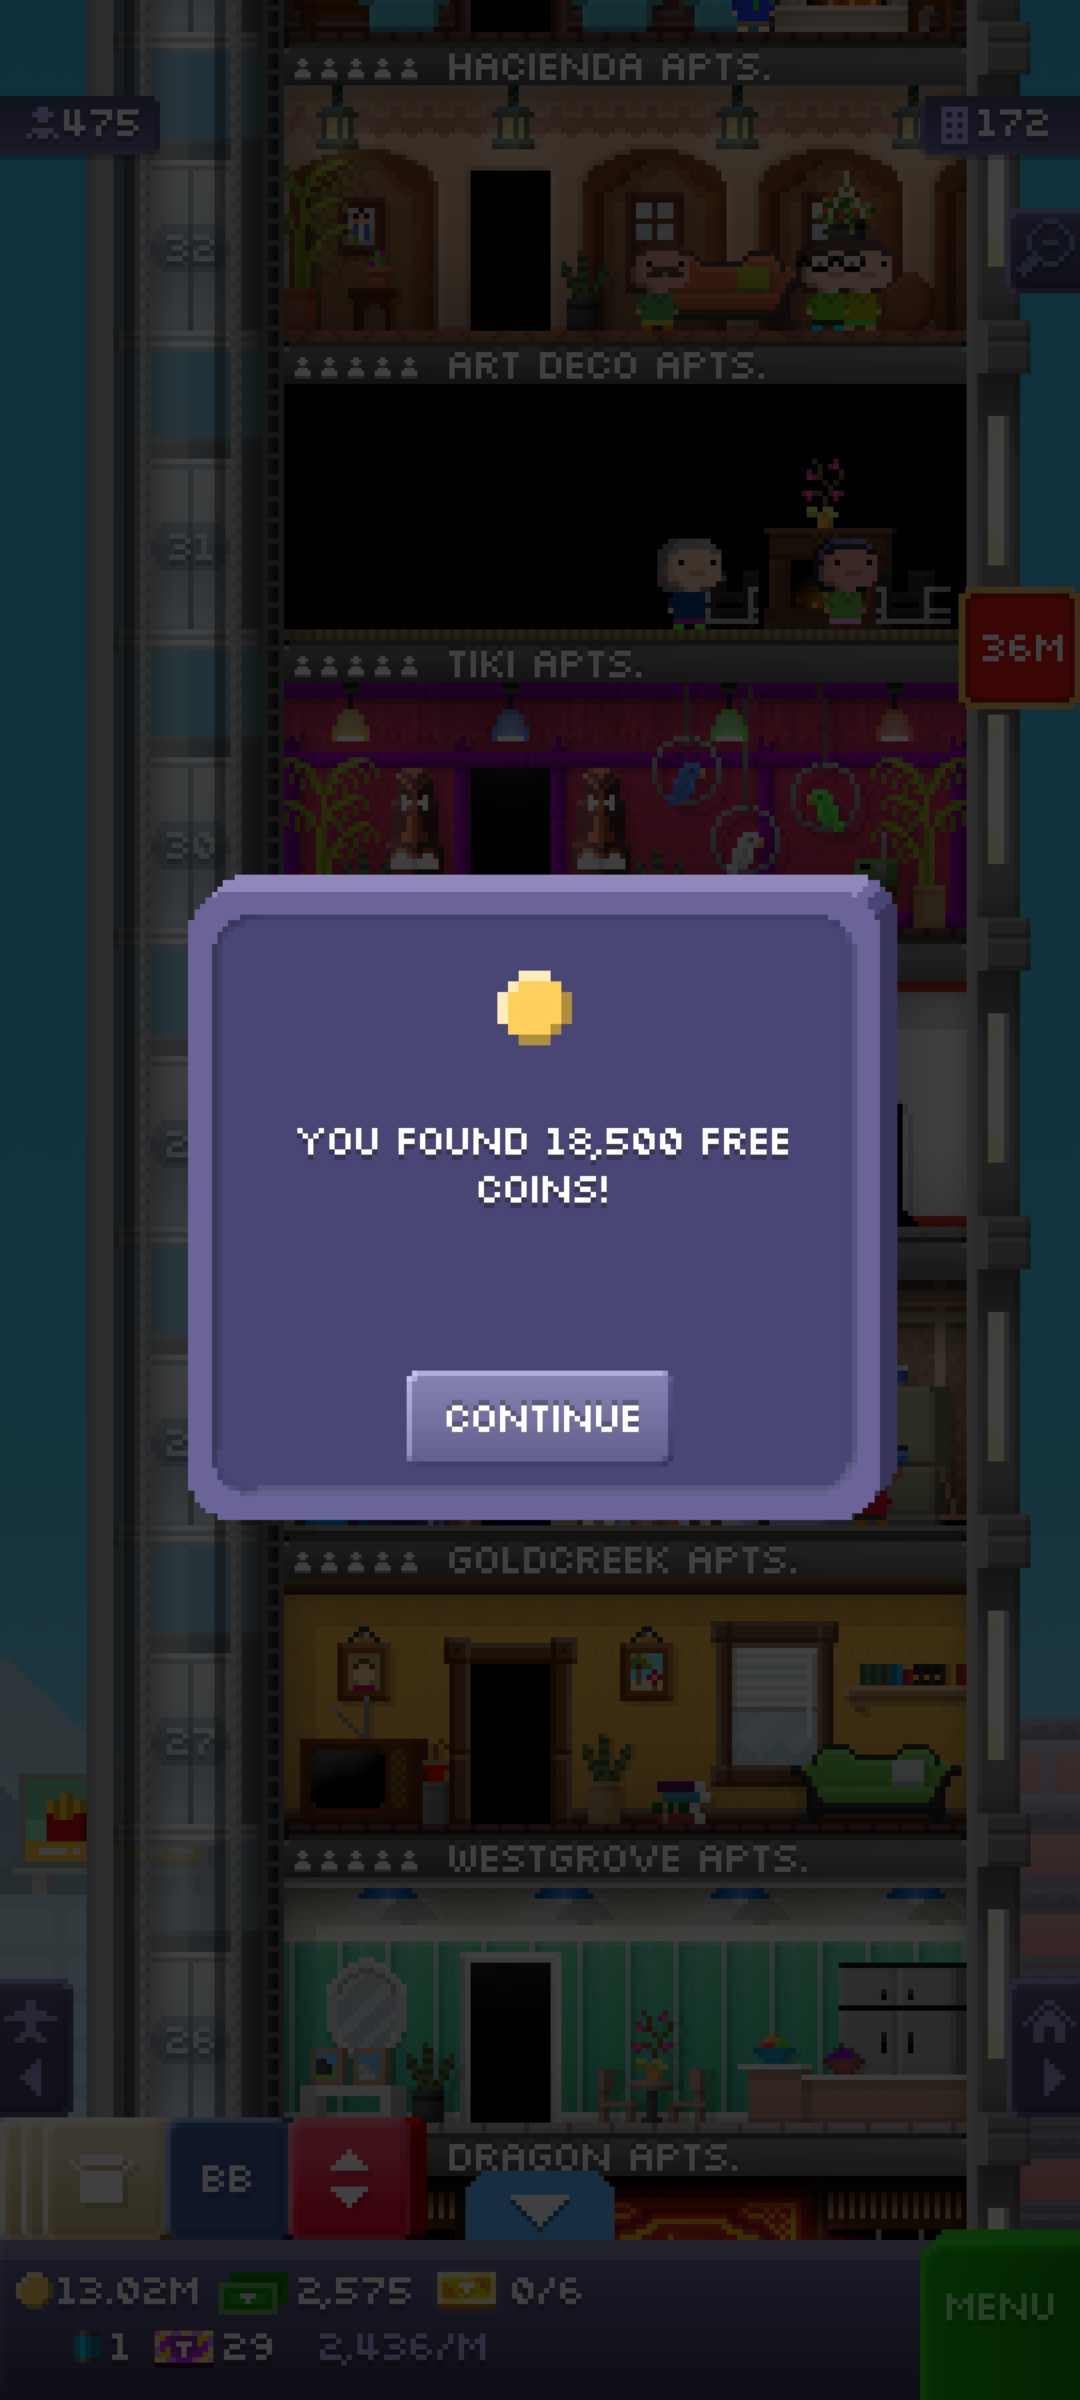 HACIENDA APTS.
475
172
32
ART DECO APTS.
31
36M
TIKI APTS.
30
YOU FOUND 18,500 FREE
COINS!
CONTINUE
GOLDCREEK APTS.
27
WESTGROVE APTS.
26
BB
DRAGON APTS.
13.02M 2,575 0/6
MENU
1 29 2,436/M